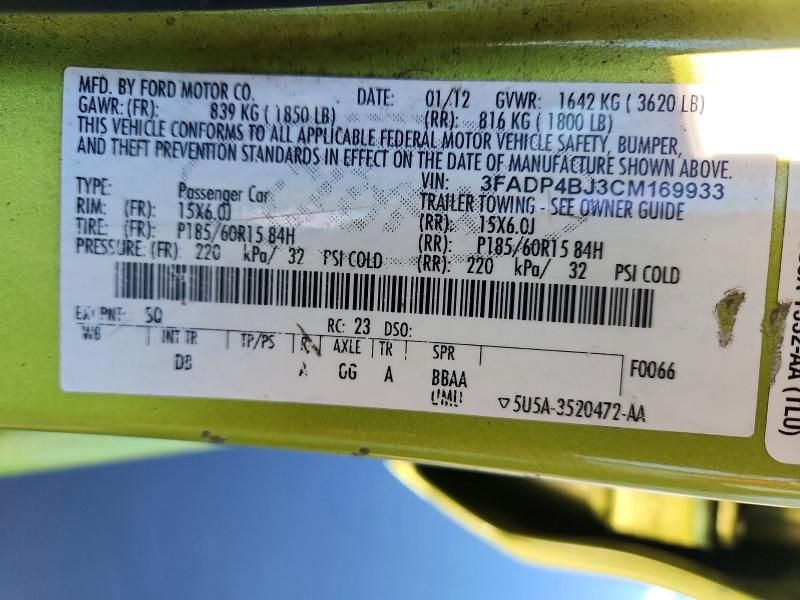 MFD. BY FORD MOTOR CO. DATE: 01/12 GVWR: 1642 KG ( 3620 LB)
GAWR: (FR): 839 KG ( 1850 LB) (RR): 816 KG ( 1800 LB)
THIS VEHICLE CONFORMS TO ALL APPLICABLE FEDERAL MOTOR VEHICLE SAFETY, BUMPER,
AND THEFT PREVENTION STANDARDS IN EFFECT ON THE DATE OF MANUFACTURE SHOWN ABOVE.
VIN: 3FADP4BJ3CM169933
TYPE: Passenger Car TRAILER TOWING - SEE OWNER GUIDE
RIM: (FR): 15X6.0J (RR): 15X6.0J
TIRE: (FR): P185/60R15 84H (RR): P185/60R15 84H
PRESSURE: (FR): 220 kPa/ 32 PSI COLD (RR): 220 kPa/ 32 PSI COLD
EXT PNT: SQ RC: 23 DSO:
WB INT TR TP/PS R AXLE TR SPR F0066
DB A GG A BBAA
UMU ▽5U5A-3520472-AA